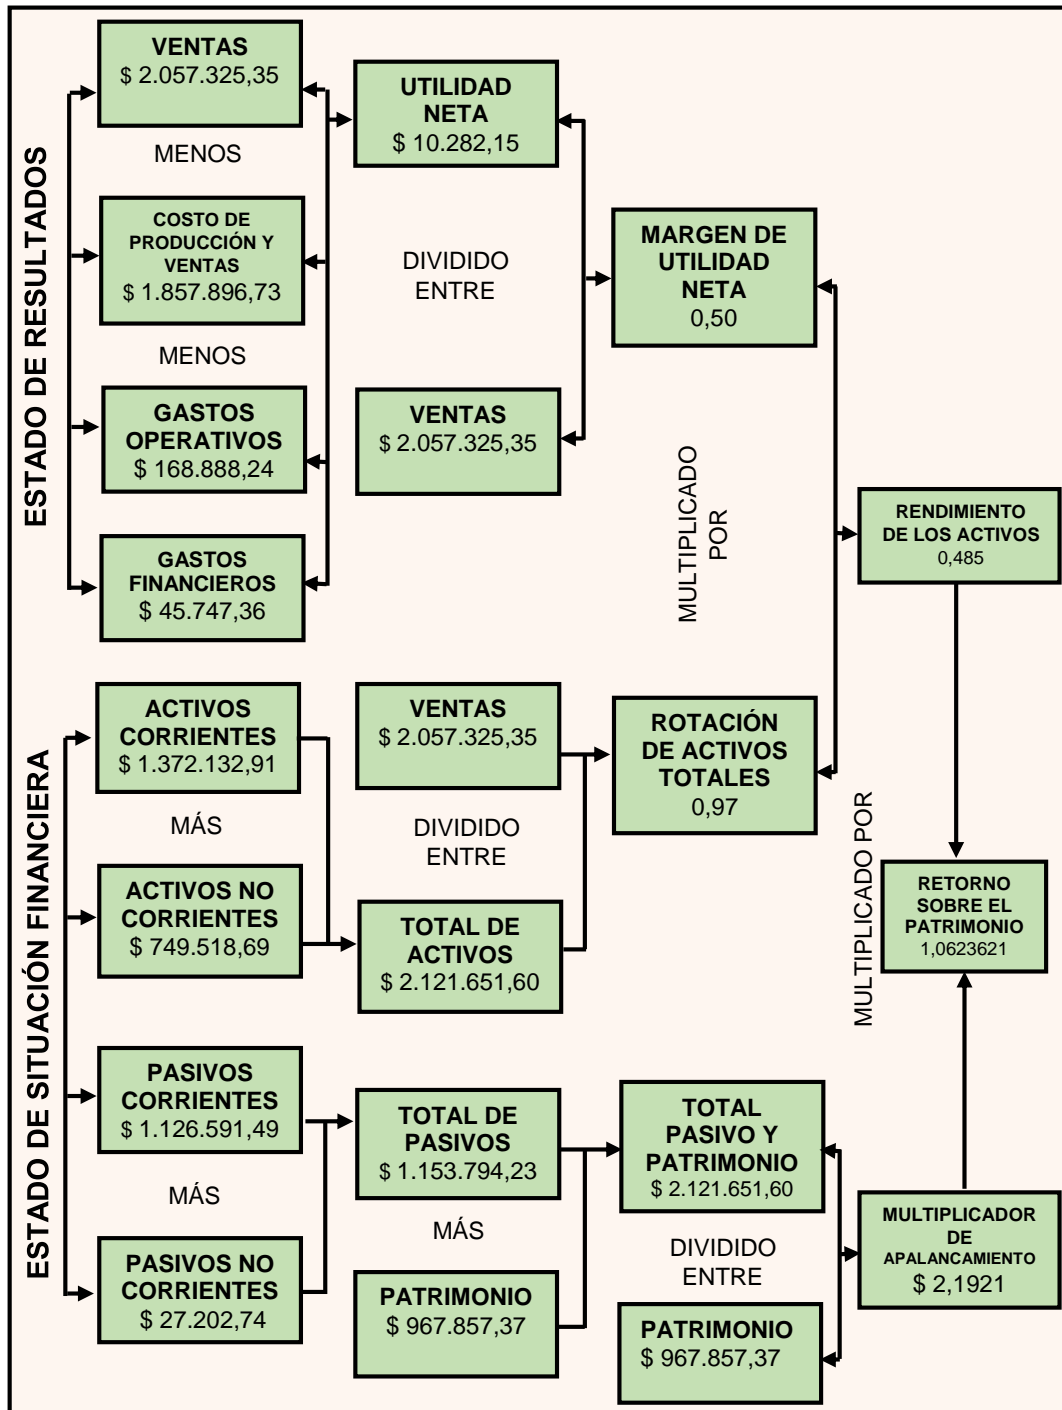 ESTADO DE RESULTADOS
VENTAS
$ 2.057.325,35
MENOS
COSTO DE
PRODUCCIÓN Y
VENTAS
$ 1.857.896,73
MENOS
GASTOS
OPERATIVOS
$ 168.888,24
GASTOS
FINANCIEROS
$ 45.747,36
UTILIDAD
NETA
$ 10.282,15
DIVIDIDO
ENTRE
VENTAS
$ 2.057.325,35
MARGEN DE
UTILIDAD
NETA
0,50
MULTIPLICADO
POR
RENDIMIENTO
DE LOS ACTIVOS
0,485
ESTADO DE SITUACIÓN FINANCIERA
ACTIVOS
CORRIENTES
$ 1.372.132,91
MÁS
ACTIVOS NO
CORRIENTES
$ 749.518,69
VENTAS
$ 2.057.325,35
DIVIDIDO
ENTRE
TOTAL DE
ACTIVOS
$ 2.121.651,60
ROTACIÓN
DE ACTIVOS
TOTALES
0,97
MULTIPLICADO POR
RETORNO
SOBRE EL
PATRIMONIO
1,0623621
PASIVOS
CORRIENTES
$ 1.126.591,49
MÁS
PASIVOS NO
CORRIENTES
$ 27.202,74
TOTAL DE
PASIVOS
$ 1.153.794,23
MÁS
PATRIMONIO
$ 967.857,37
TOTAL
PASIVO Y
PATRIMONIO
$ 2.121.651,60
DIVIDIDO
ENTRE
PATRIMONIO
$ 967.857,37
MULTIPLICADOR
DE
APALANCAMIENTO
$ 2,1921